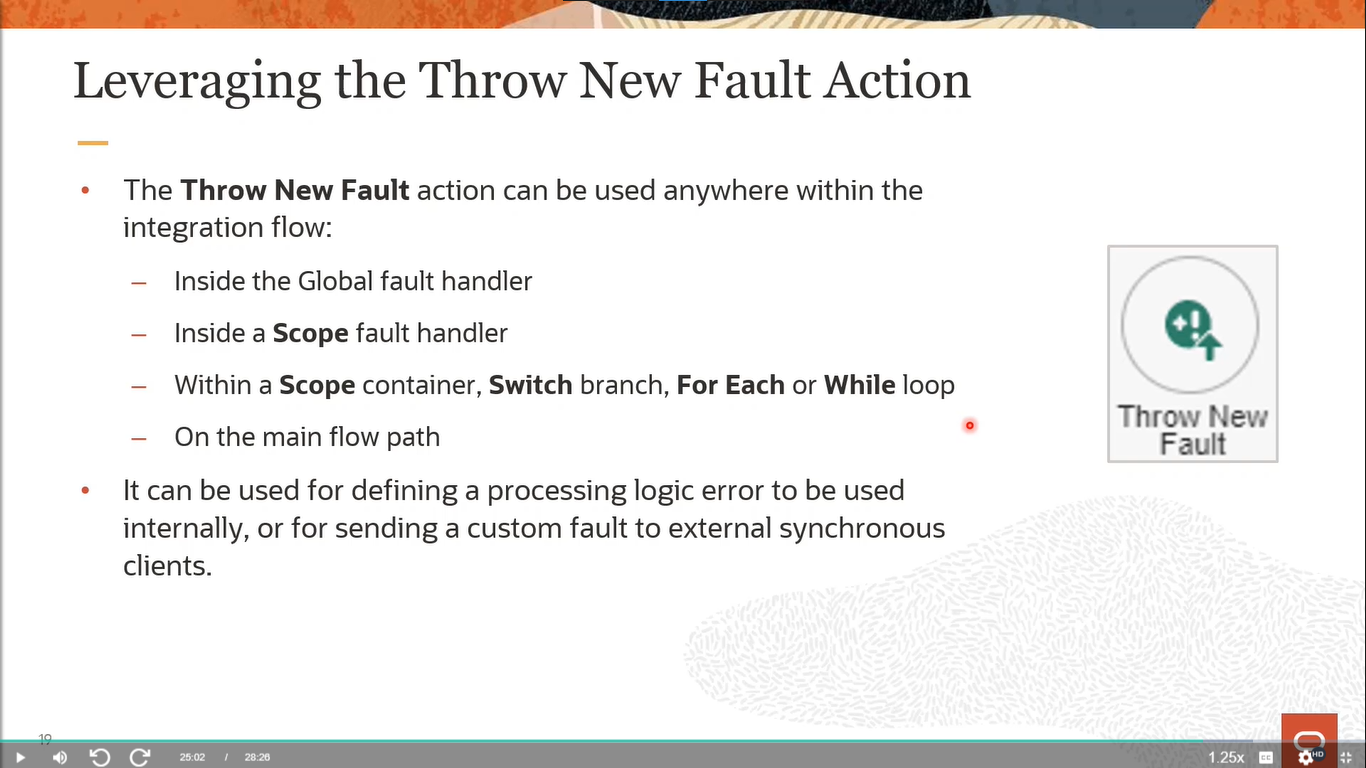 Leveraging the Throw New Fault Action
• The Throw New Fault action can be used anywhere within the
integration flow:
– Inside the Global fault handler
– Inside a Scope fault handler
– Within a Scope container, Switch branch, For Each or While loop
– On the main flow path
• It can be used for defining a processing logic error to be used
internally, or for sending a custom fault to external synchronous
clients.
Throw New
Fault
19
25:02 / 28:26
1.25x
CC
HD